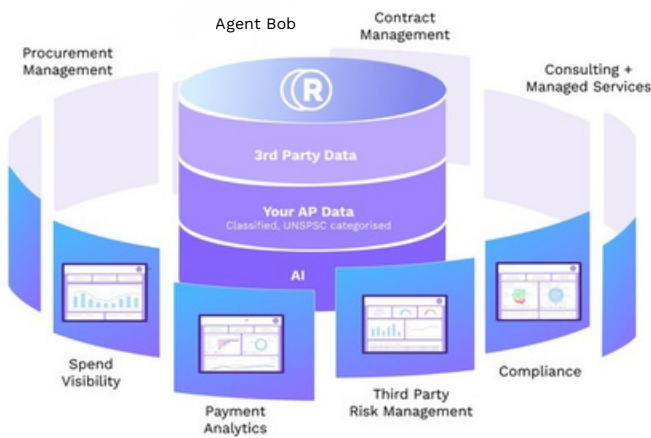 Agent Bob
Contract
Management
Procurement
Management
Consulting +
Managed Services
R
3rd Party Data
Your AP Data
Classified, UNSPSC categorised
AI
Spend
Visibility
Payment
Analytics
Third Party
Risk Management
Compliance